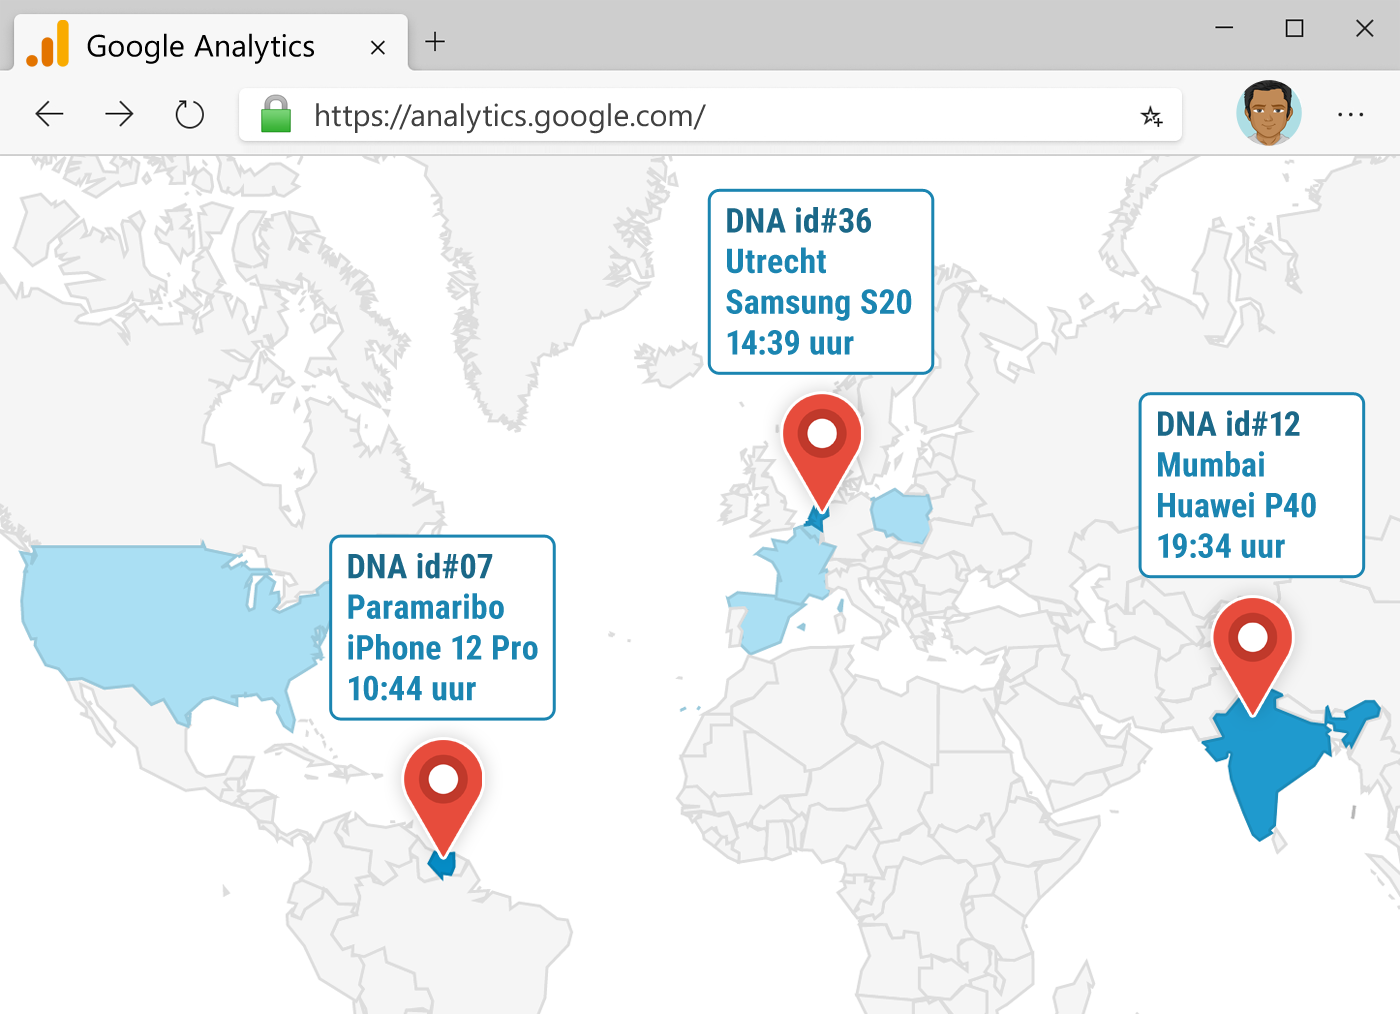 Google Analytics
https://analytics.google.com/
DNA id#36
Utrecht
Samsung S20
14:39 uur
DNA id#12
Mumbai
Huawei P40
19:34 uur
DNA id#07
Paramaribo
iPhone 12 Pro
10:44 uur